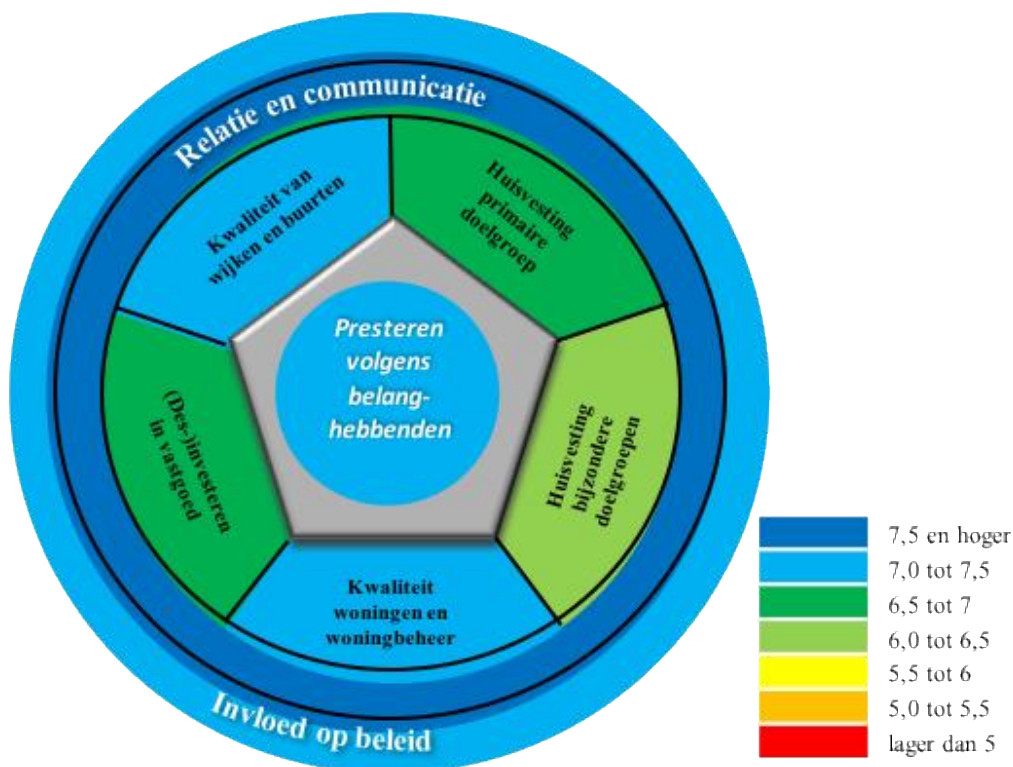 Relatie en communicatie
Kwaliteit van
wijken en buurten
Huisvesting
primaire
doelgroep
Presteren
volgens
belang-
hebbenden
(Des-)investeren
in vastgoed
Huisvesting
bijzondere
doelgroepen
Kwaliteit
woningen en
woningbeheer
Invloed op beleid
7,5 en hoger
7,0 tot 7,5
6,5 tot 7
6,0 tot 6,5
5,5 tot 6
5,0 tot 5,5
lager dan 5